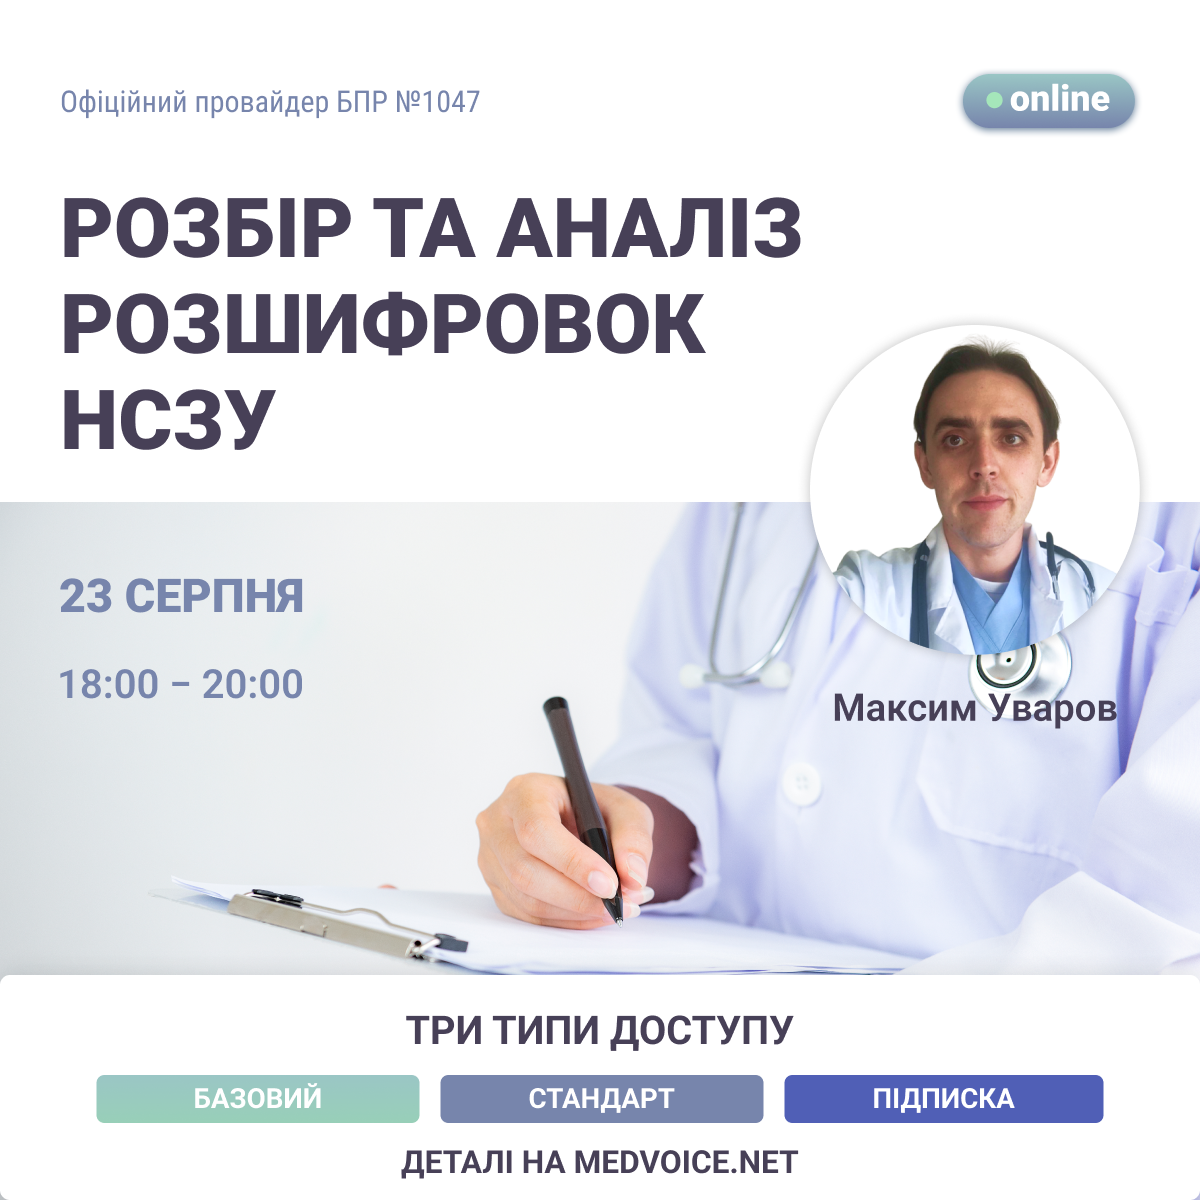 Офіційний провайдер БПР №1047
online
РОЗБІР ТА АНАЛІЗ
РОЗШИФРОВОК
НСЗУ
23 СЕРПНЯ
18:00 – 20:00
Максим Уваров
ТРИ ТИПИ ДОСТУПУ
БАЗОВИЙ
СТАНДАРТ
ПІДПИСКА
ДЕТАЛІ НА MEDVOICE.NET